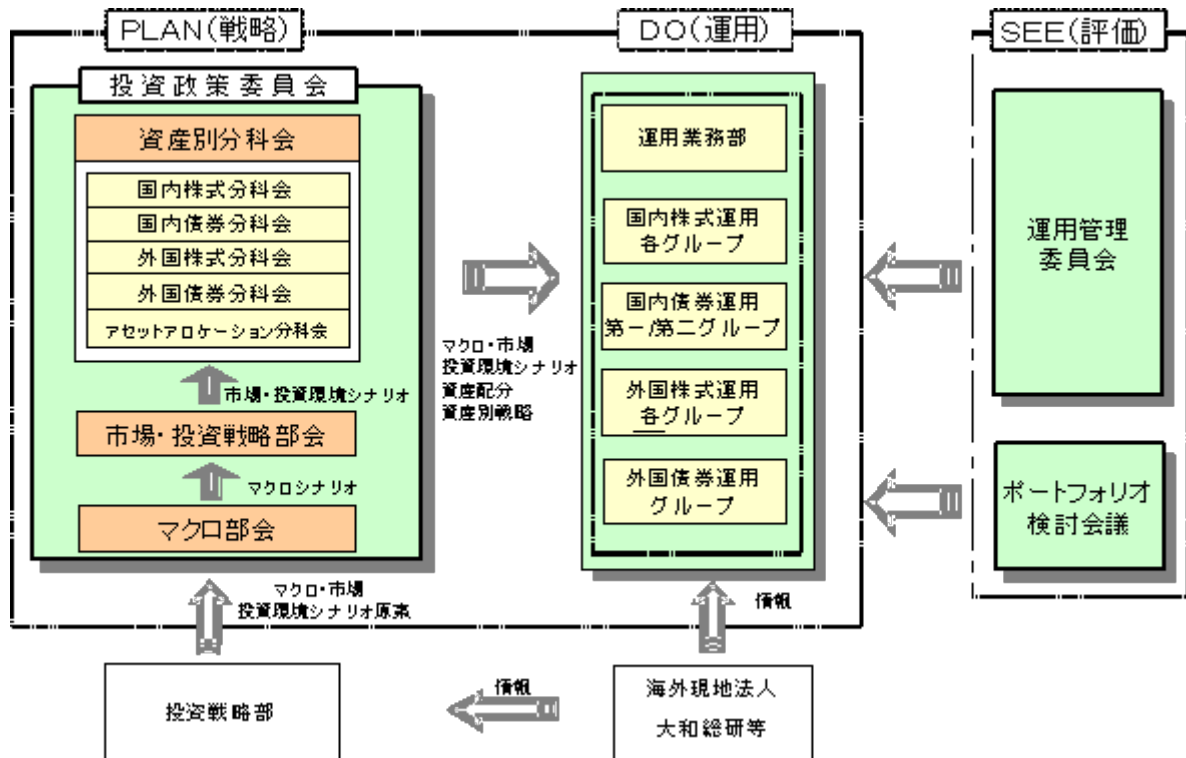 PLAN(戦略)
投資政策委員会
資産別分科会
国内株式分科会
国内債券分科会
外国株式分科会
外国債券分科会
アセットアロケーション分科会
市場・投資環境シナリオ
市場・投資戦略部会
マクロシナリオ
マクロ部会
マクロ・市場
投資環境シナリオ
資産配分
資産別戦略
DO(運用)
運用業務部
国内株式運用
各グループ
国内債券運用
第一/第二グループ
外国株式運用
各グループ
外国債券運用
グループ
SEE(評価)
運用管理
委員会
ポートフォリオ
検討会議
マクロ・市場
投資環境シナリオ原案
情報
投資戦略部
情報
海外現地法人
大和総研等